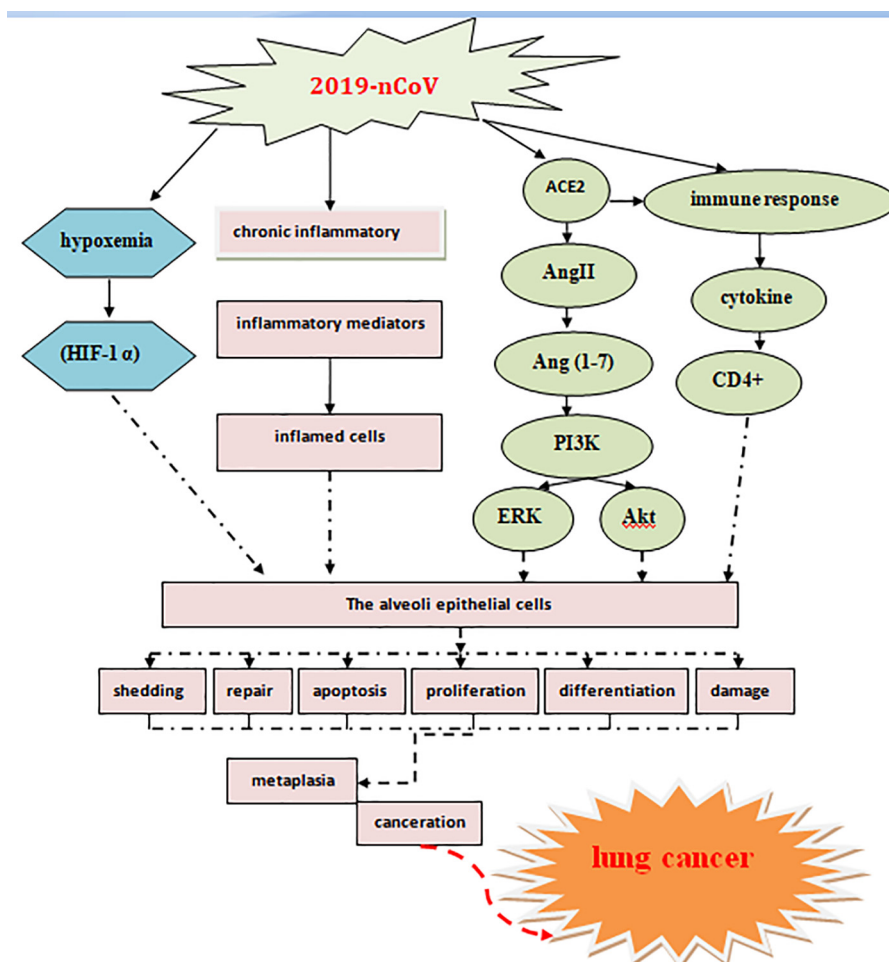 2019-nCoV
ACE2
immune response
hypoxemia
chronic inflammatory
AngII
cytokine
inflammatory mediators
(HIF-1 α)
Ang (1-7)
CD4+
inflamed cells
PI3K
ERK
Akt
The alveoli epithelial cells
shedding
repair
apoptosis
proliferation
differentiation
damage
metaplasia
canceration
lung cancer